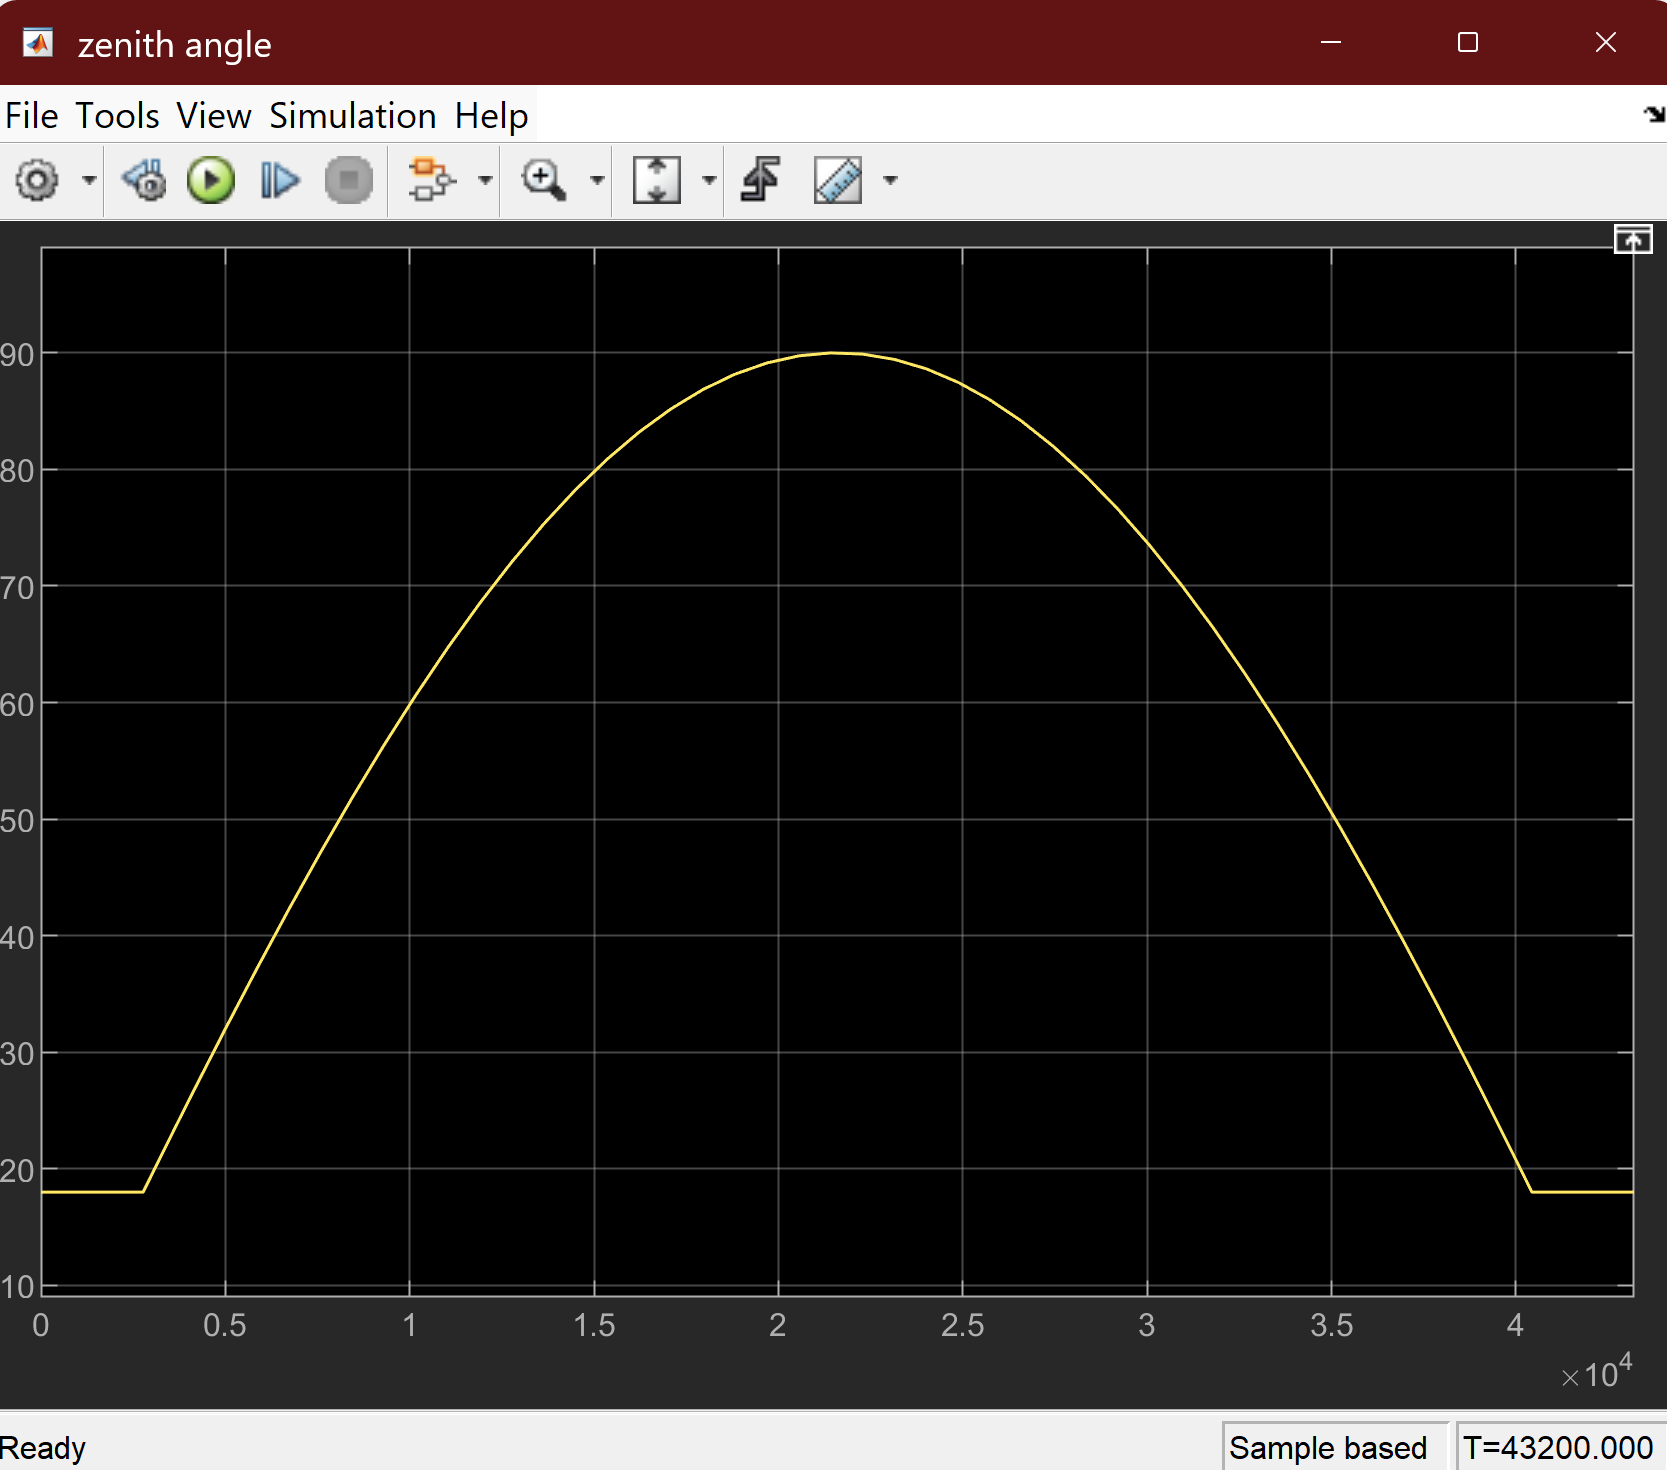 zenith angle
File Tools View Simulation Help
90
80
70
60
50
40
30
20
10
0 0.5 1 1.5 2 2.5 3 3.5 4
×10⁴
Ready Sample based T=43200.000